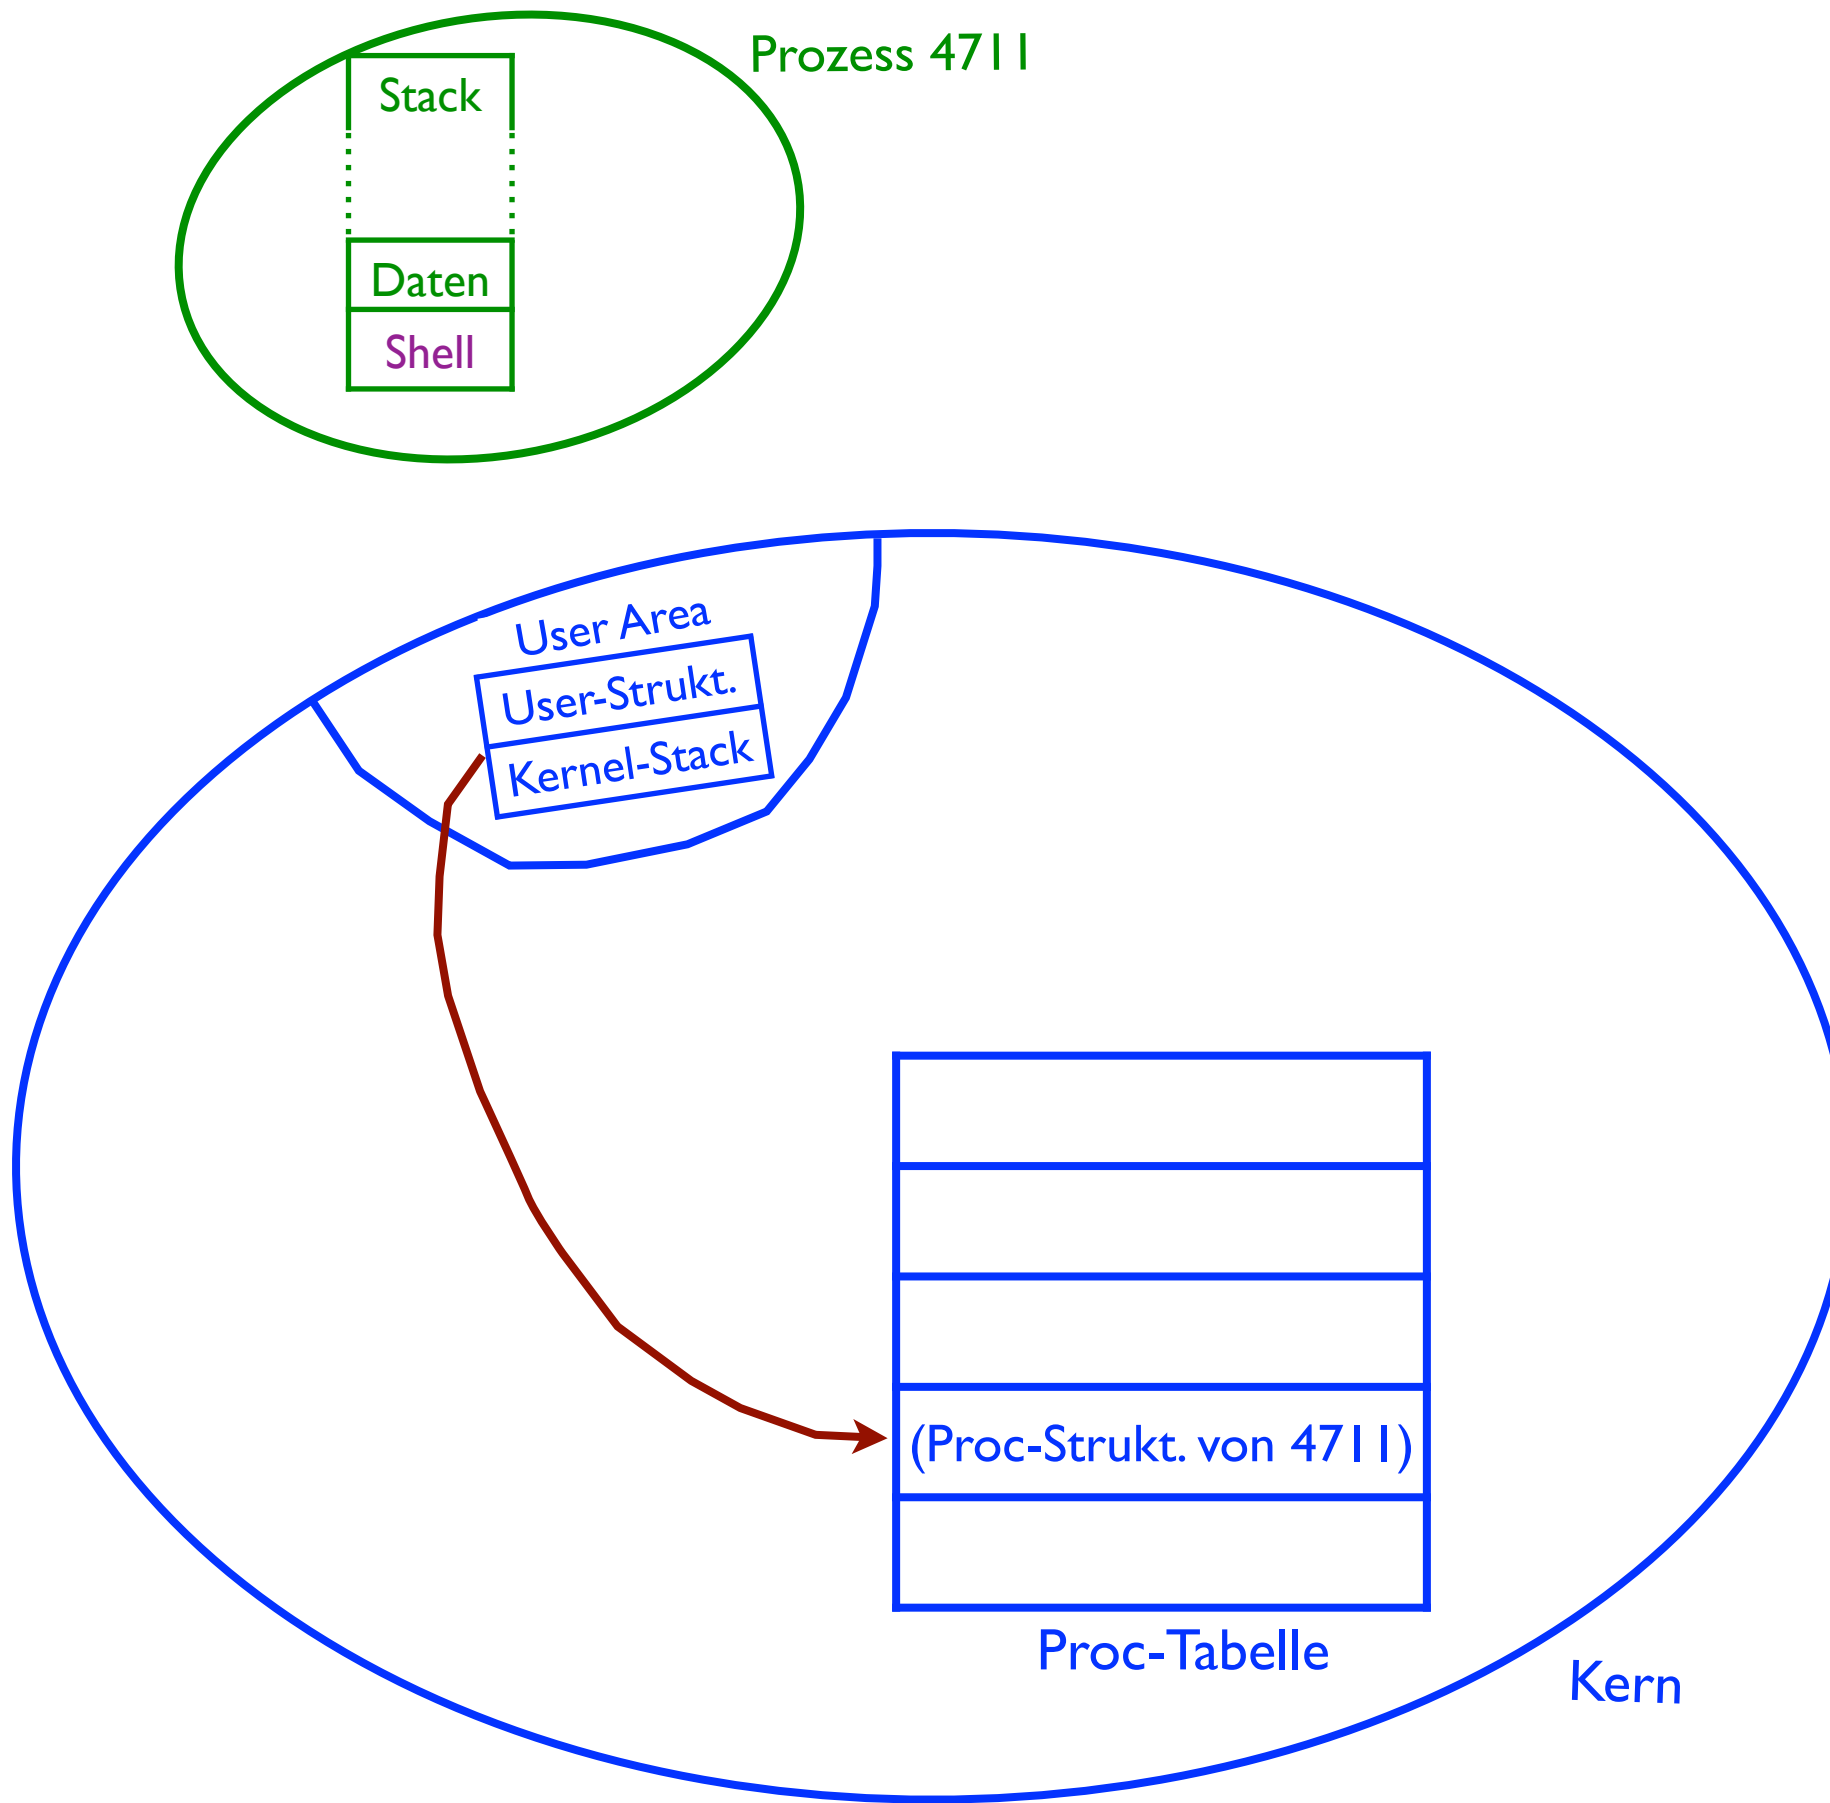 Prozess 4711
Stack
Daten
Shell
User Area
User-Strukt.
Kernel-Stack
(Proc-Strukt. von 4711)
Proc-Tabelle
Kern